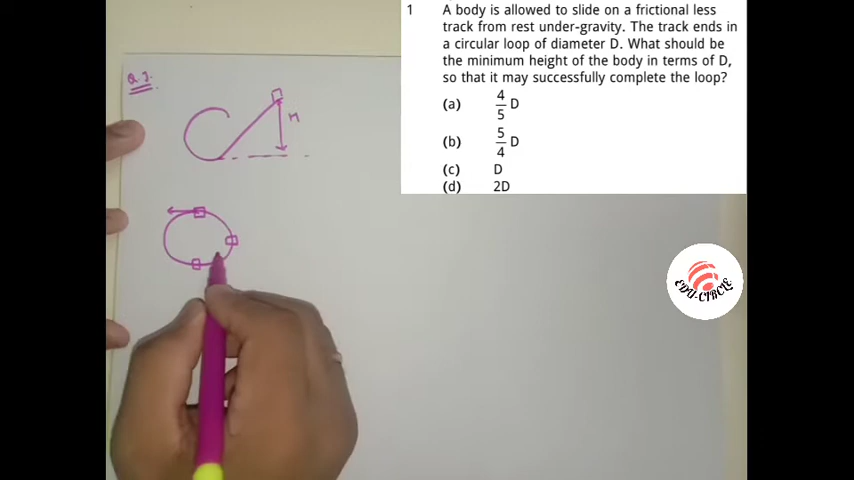 1 A body is allowed to slide on a frictional less
track from rest under-gravity. The track ends in
a circular loop of diameter D. What should be
the minimum height of the body in terms of D,
so that it may successfully complete the loop?
(a) 4/5 D
(b) 5/4 D
(c) D
(d) 2D
Q 1.
h
EDU-CIRCLE